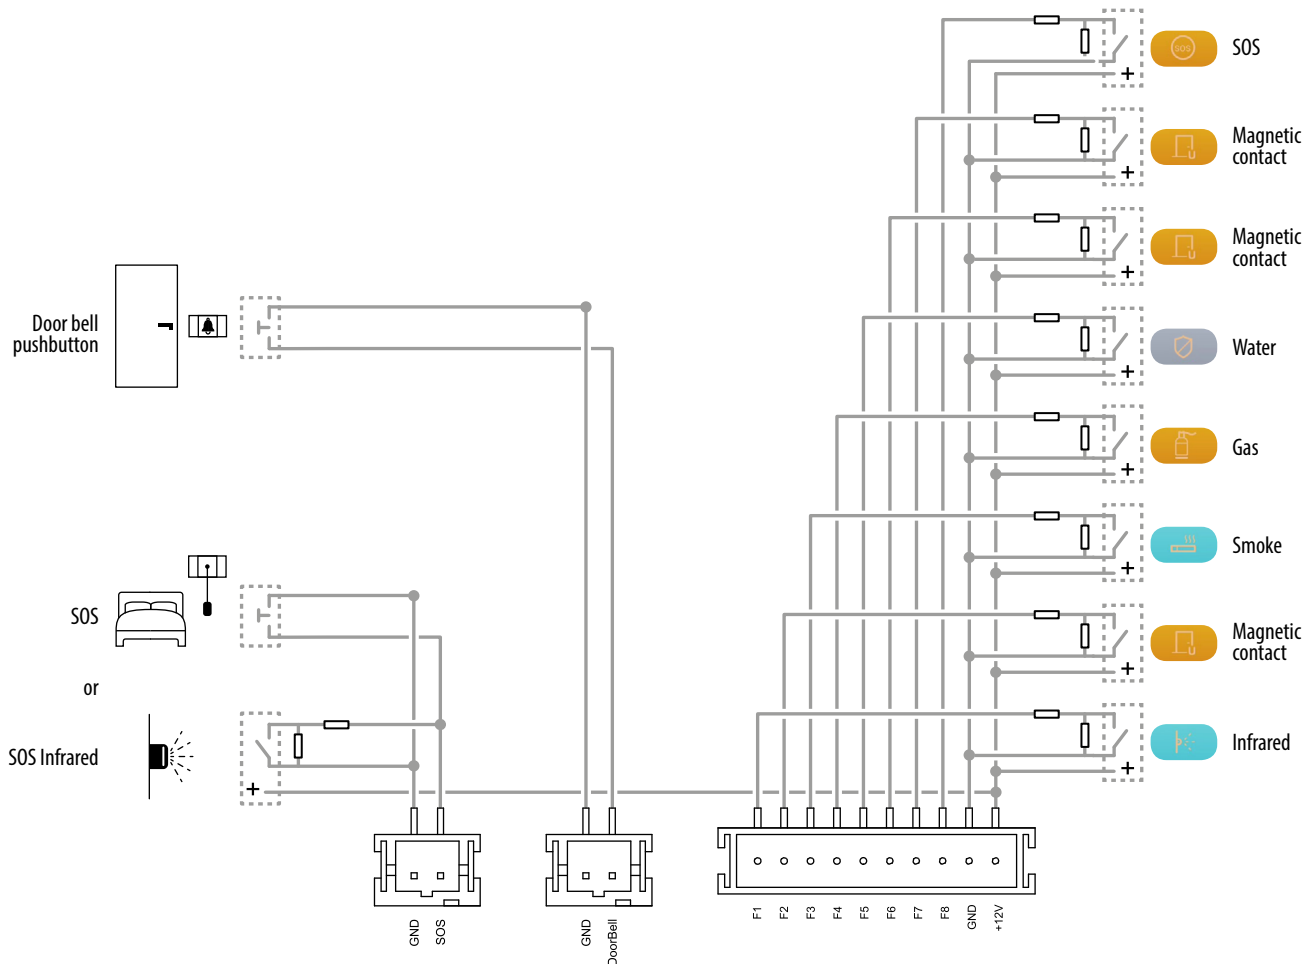 SOS
SOS
+
Magnetic
contact
+
Magnetic
contact
+
Door bell
pushbutton
Water
+
Gas
+
Smoke
+
SOS
Magnetic
contact
+
or
SOS Infrared
+
Infrared
+
GND
SOS
GND
DoorBell
F1
F2
F3
F4
F5
F6
F7
F8
GND
+12V